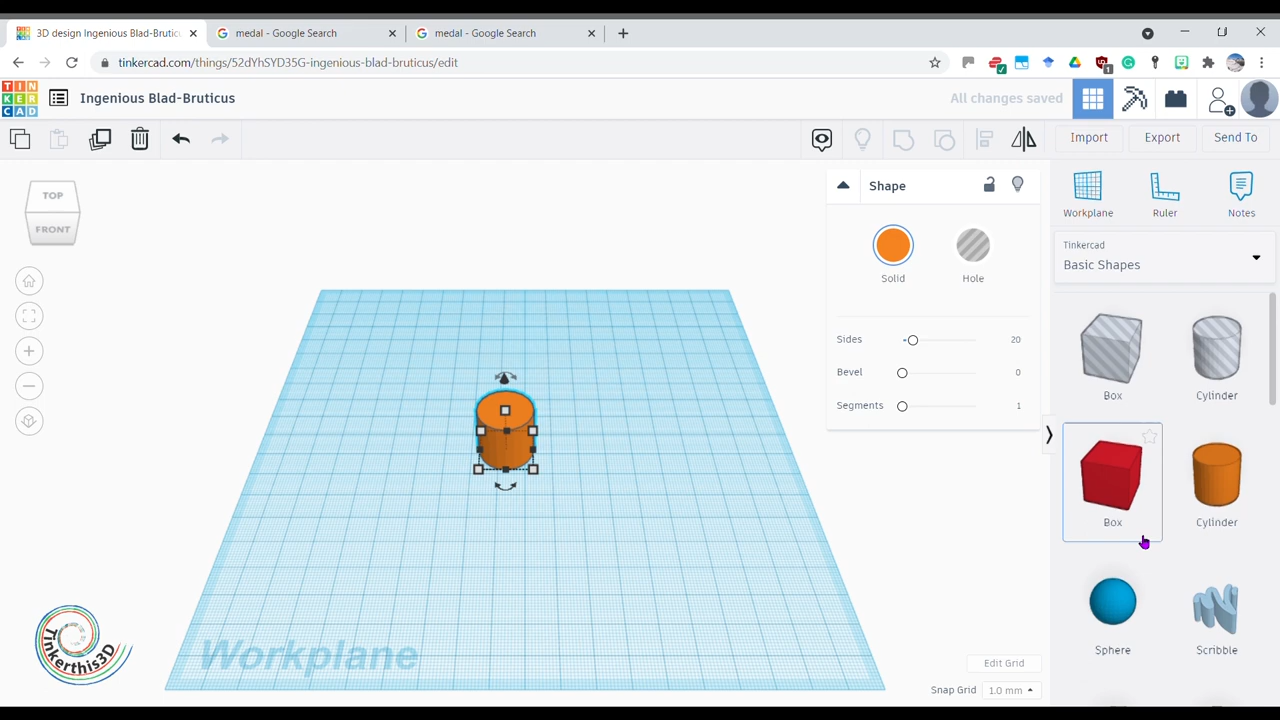 3D design Ingenious Blad-Brutic
medal - Google Search
medal - Google Search
tinkercad.com/things/52dYhSYD35G-ingenious-blad-bruticus/edit
1
TIN
KER
CAD
Ingenious Blad-Bruticus
All changes saved
Import
Export
Send To
TOP
FRONT
Shape
Solid
Hole
Sides
20
Bevel
0
Segments
1
Workplane
Ruler
Notes
Tinkercad
Basic Shapes
Box
Cylinder
Box
Cylinder
Sphere
Scribble
Workplane
Tinkerthis3D
Edit Grid
Snap Grid
1.0 mm